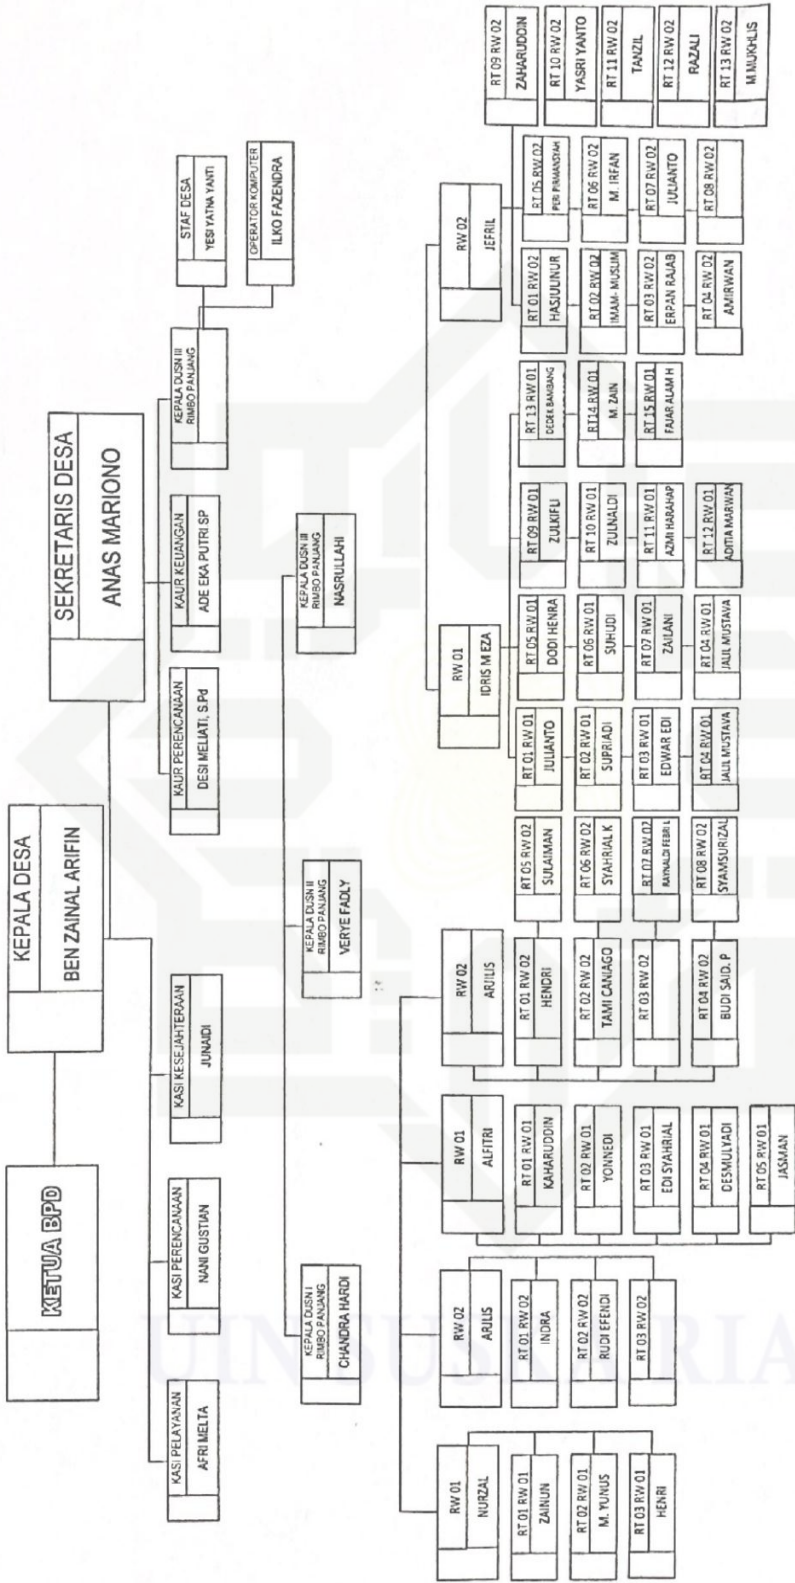 KETUA BPD
KEPALA DESA
BEN ZAINAL ARIFIN
SEKRETARIS DESA
ANAS MARIONO
KASI PELAYANAN
AFRI MELTA
KASI PERENCANAAN
NANI GUSTIAN
KASI KESEJAHTERAAN
JUNAIDI
KAUR PERENCANAAN
DESI MELIATI, S.Pd
KAUR KEUANGAN
ADE EKA PUTRI SP
KEPALA DUSN III
RIMBO PANJANG
STAF DESA
YESI YATNA YANTI
OPERATOR KOMPUTER
ILKO FAZENDRA
KEPALA DUSN I
RIMBO PANJANG
CHANDRA HARDI
KEPALA DUSN II
RIMBO PANJANG
VERYE FADLY
KEPALA DUSN III
RIMBO PANJANG
NASRULLAHI
RW 01
NURZAL
RT 01 RW 01
ZAINUN
RT 02 RW 01
M. YUNUS
RT 03 RW 01
HENRI
RW 02
ARJLIS
RT 01 RW 02
INDRA
RT 02 RW 02
RUDI EFENDI
RT 03 RW 02
RW 01
ALFITRI
RT 01 RW 01
KAHARUDDIN
RT 02 RW 01
YONNEDI
RT 03 RW 01
EDI SYAHRIAL
RT 04 RW 01
DESMULYADI
RT 05 RW 01
JASMAN
RW 02
ARJILIS
RT 01 RW 02
HENDRI
RT 02 RW 02
TAMI CANIAGO
RT 03 RW 02
RT 04 RW 02
BUDI SAID. P
RT 05 RW 02
SULAIMAN
RT 06 RW 02
SYAHRIAL K
RT 07 RW 02
RAYNALDI FEBRIL
RT 08 RW 02
SYAMSURIZAL
RW 01
IDRIS M EZA
RT 01 RW 01
JULIANTO
RT 02 RW 01
SUPRIADI
RT 03 RW 01
EDWAR EDI
RT 04 RW 01
JALIL MUSTAVA
RT 05 RW 01
DODI HENRA
RT 06 RW 01
SUHUDI
RT 07 RW 01
ZAILANI
RT 04 RW 01
JALIL MUSTAVA
RT 09 RW 01
ZULKIFLI
RT 10 RW 01
ZULNALDI
RT 11 RW 01
AZMI HARAHAP
RT 12 RW 01
ADITIA MARWAN
RT 13 RW 01
DEDEK BAMBANG
RT14 RW 01
M. ZAIN
RT 15 RW 01
FAJAR ALAM H
RW 02
JEFRIL
RT 01 RW 02
HASJULINUR
RT 02 RW 02
IMAM- MUSLIM
RT 03 RW 02
ERPAN RAJAB
RT 04 RW 02
AMIRWAN
RT 05 RW 02
PERI PIRMANSYAH
RT 06 RW 02
M. IRFAN
RT 07 RW 02
JULIANTO
RT 08 RW 02
RT 09 RW 02
ZAHARUDDIN
RT 10 RW 02
YASRI YANTO
RT 11 RW 02
TANZIL
RT 12 RW 02
RAZALI
RT 13 RW 02
M.MUKHLIS
UIN SUSKA RIA